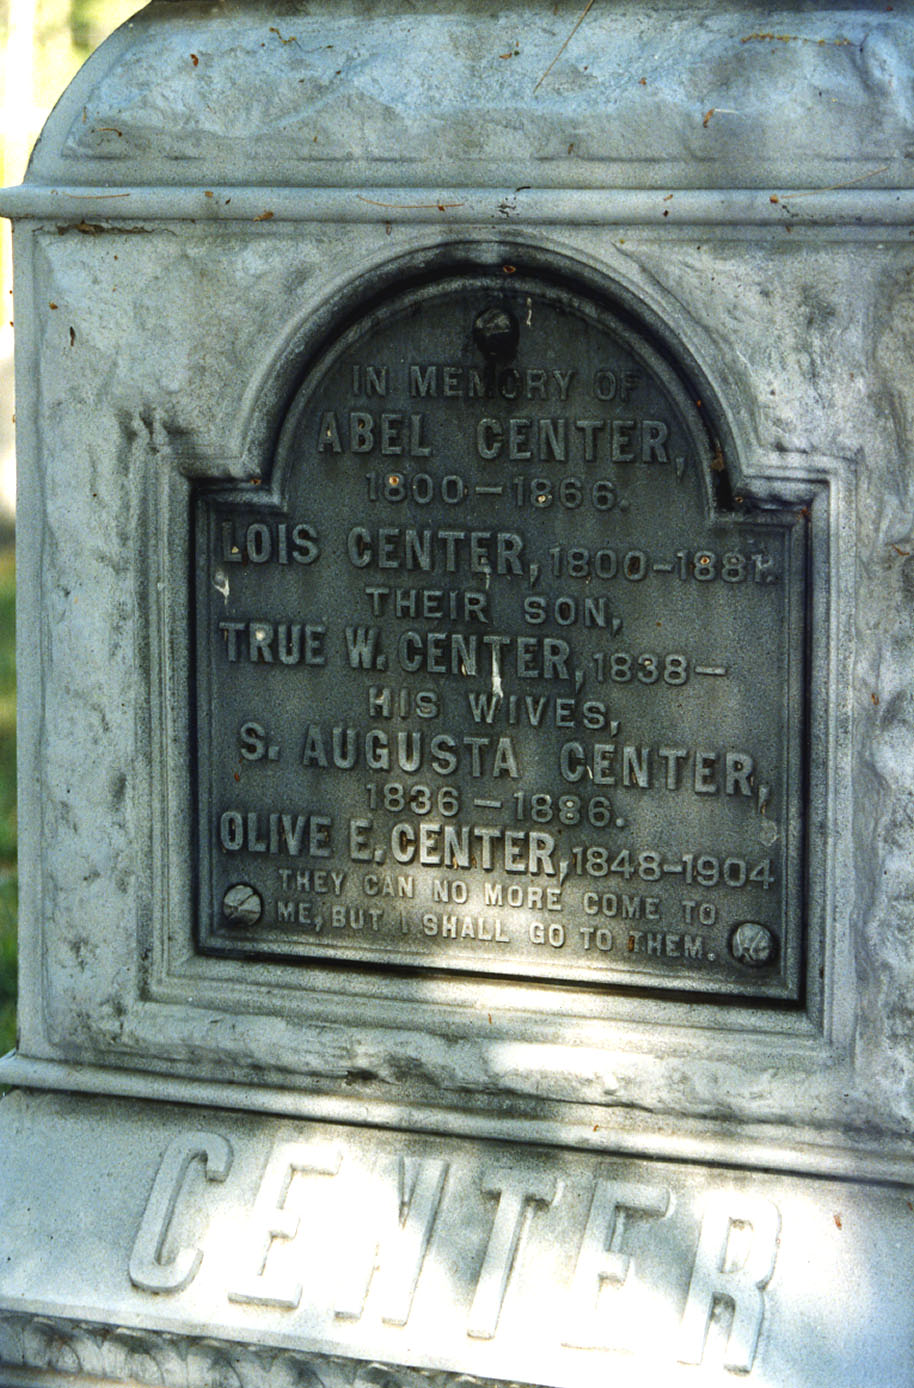 IN MEMORY OF
ABEL CENTER,
1800–1866.
LOIS CENTER, 1800–1881.
THEIR SON,
TRUE W. CENTER, 1838–
HIS WIVES,
S. AUGUSTA CENTER,
1836–1886.
OLIVE E. CENTER, 1848–1904
THEY CAN NO MORE COME TO
ME, BUT I SHALL GO TO THEM.
CENTER